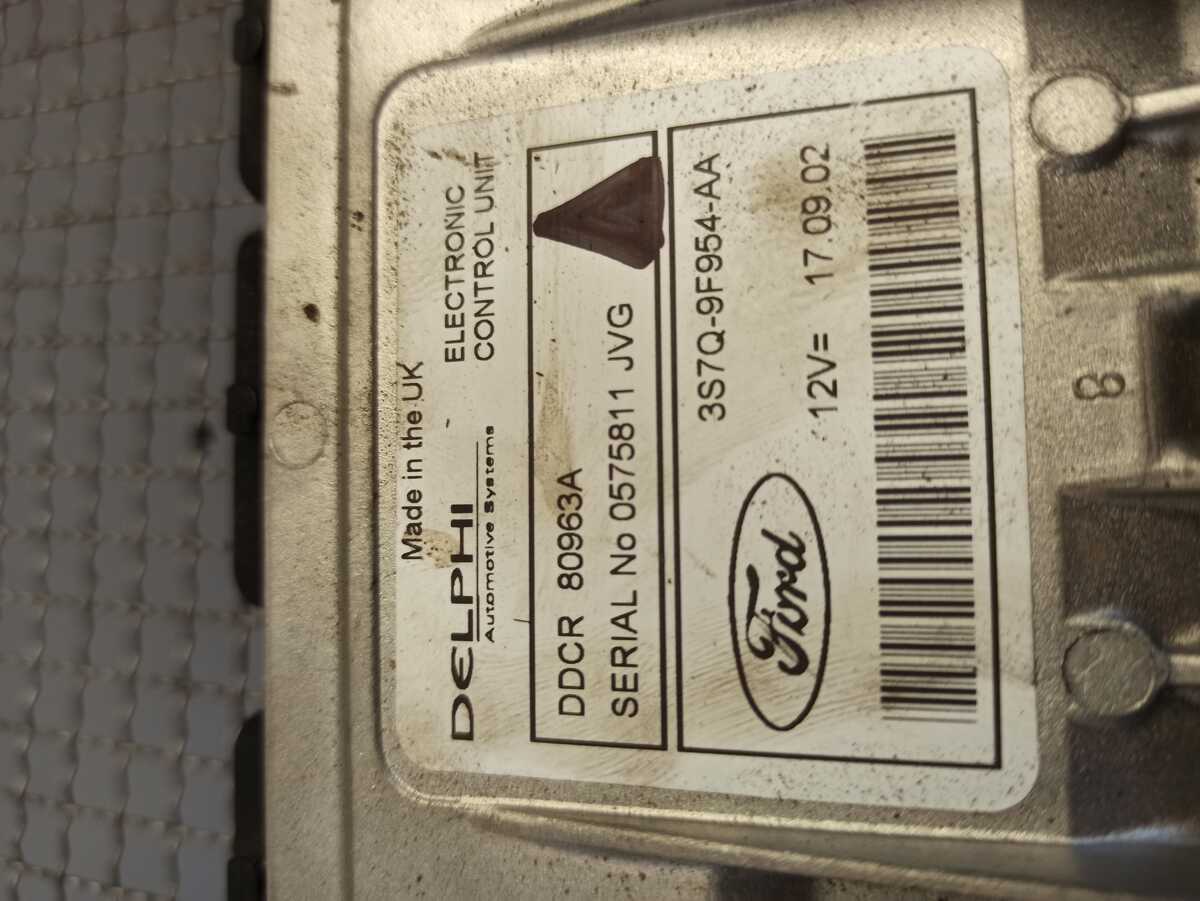 Made in the UK
DELPHI
Automotive Systems
ELECTRONIC
CONTROL UNIT
DDCR 80963A
SERIAL No 0575811 JVG
Ford
3S7Q-9F954-AA
12V= 17.09.02
8